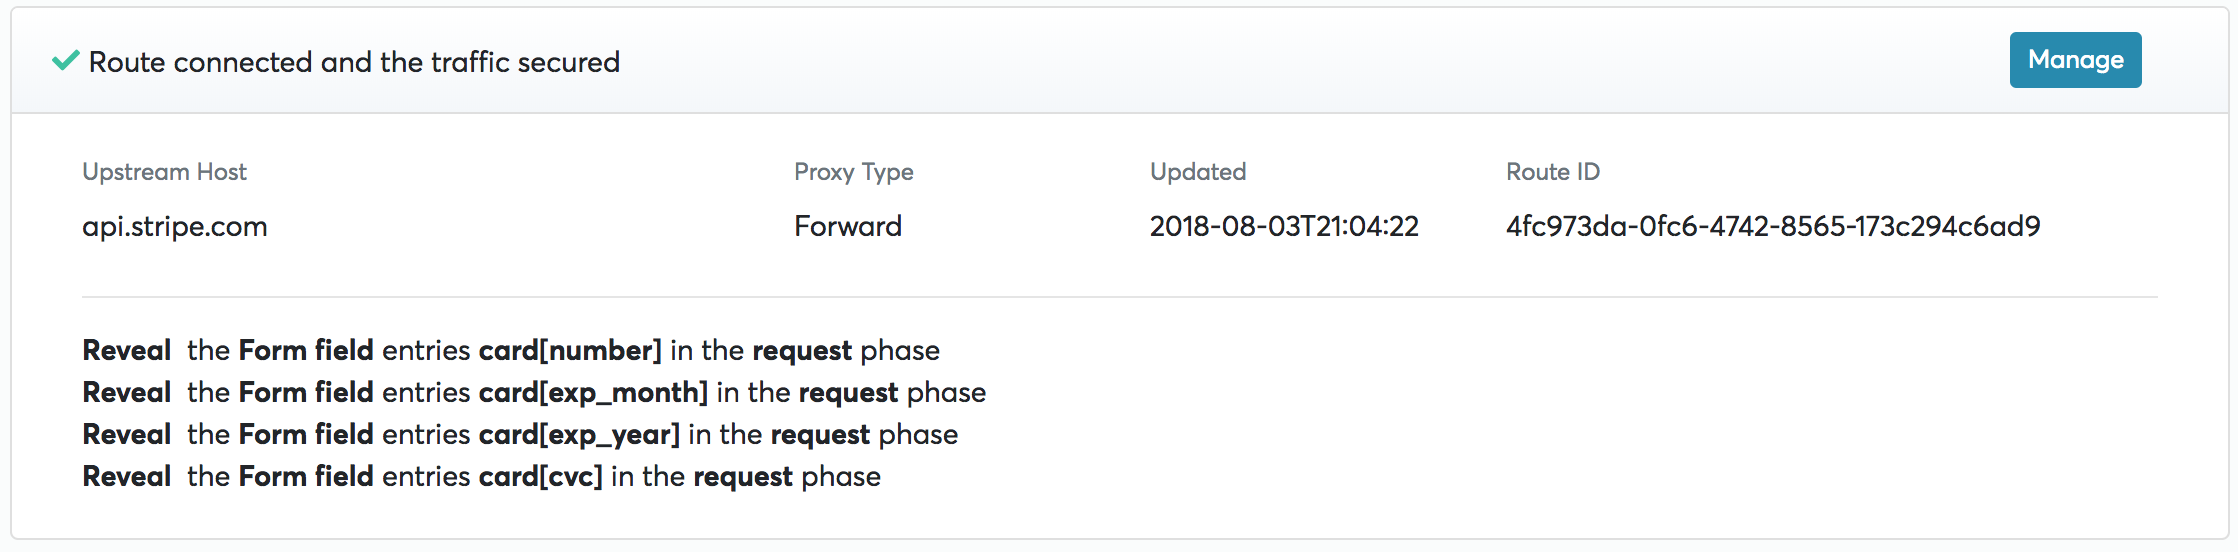 Route connected and the traffic secured
Manage
Upstream Host Proxy Type Updated Route ID
api.stripe.com Forward 2018-08-03T21:04:22 4fc973da-0fc6-4742-8565-173c294c6ad9
Reveal the Form field entries card[number] in the request phase
Reveal the Form field entries card[exp_month] in the request phase
Reveal the Form field entries card[exp_year] in the request phase
Reveal the Form field entries card[cvc] in the request phase